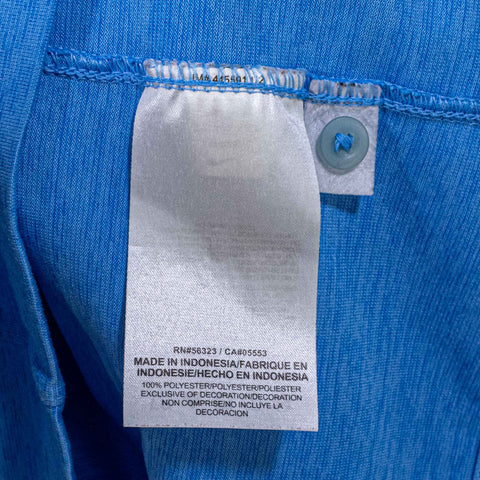 RN#56323 / CA#05553
MADE IN INDONESIA/FABRIQUE EN
INDONESIE/HECHO EN INDONESIA
100% POLYESTER/POLYESTER/POLIESTER
EXCLUSIVE OF DECORATION/DECORATION
NON COMPRISE/NO INCLUYE LA
DECORACION